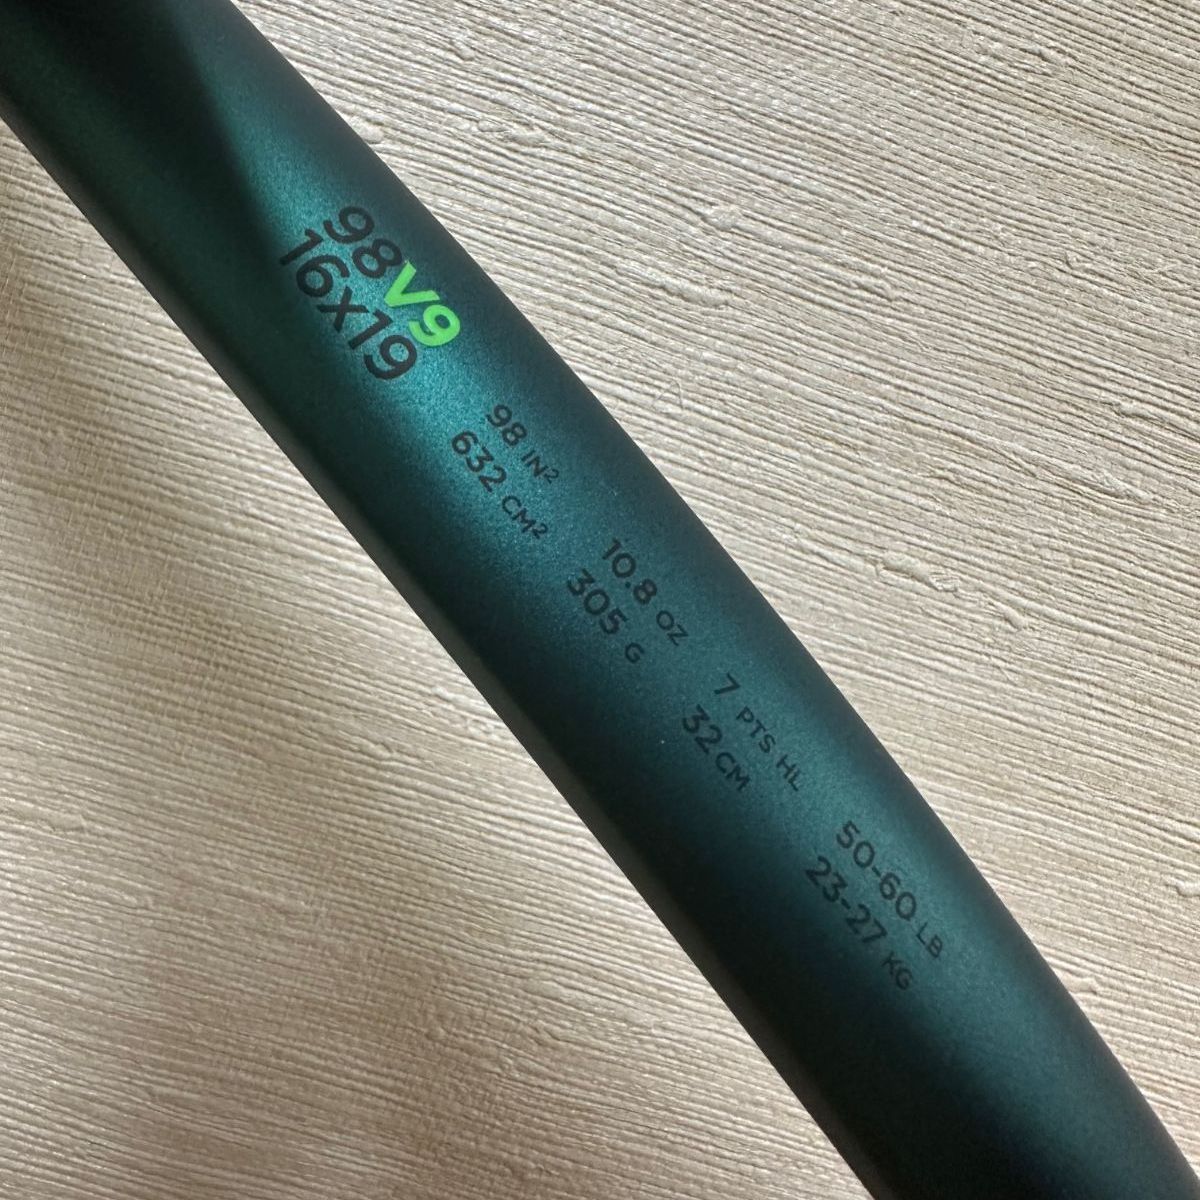 98V9
16x19
98 IN²
632 CM²
10.8 OZ
305 G
7 PTS HL
32 CM
50-60 LB
23-27 KG